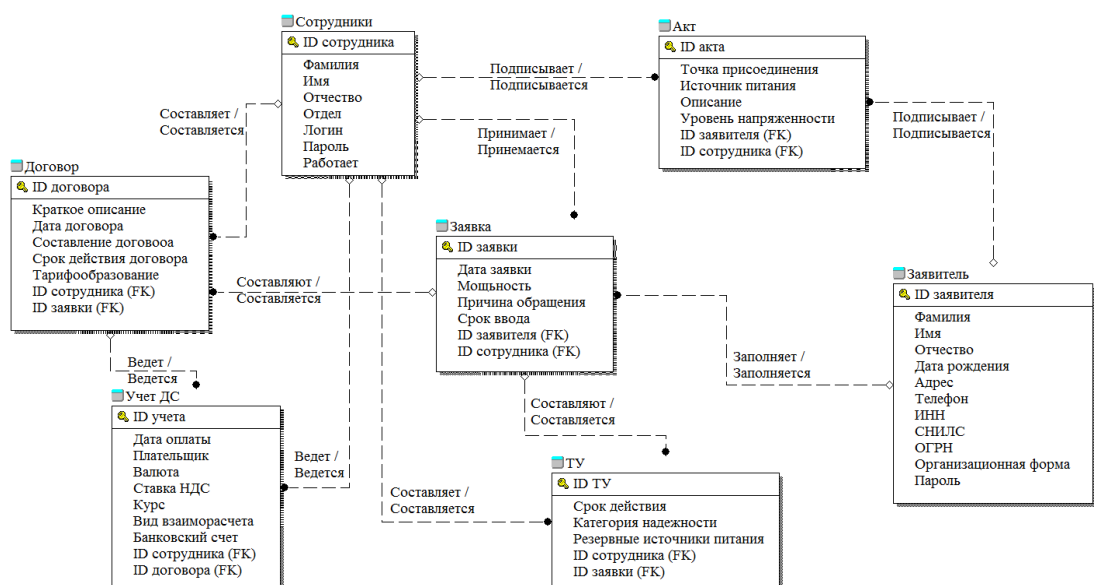 Сотрудники
ID сотрудника
Фамилия
Имя
Отчество
Отдел
Логин
Пароль
Работает
Акт
ID акта
Точка присоединения
Источник питания
Описание
Уровень напряженности
ID заявителя (FK)
ID сотрудника (FK)
Подписывает /
Подписывается
Составляет /
Составляется
Принимает /
Принемается
Подписывает /
Подписывается
Договор
ID договора
Краткое описание
Дата договора
Составление договооа
Срок действия договора
Тарифообразование
ID сотрудника (FK)
ID заявки (FK)
Составляют /
Составляется
Заявка
ID заявки
Дата заявки
Мощьность
Причина обращения
Срок ввода
ID заявителя (FK)
ID сотрудника (FK)
Заявитель
ID заявителя
Фамилия
Имя
Отчество
Дата рождения
Адрес
Телефон
ИНН
СНИЛС
ОГРН
Организационная форма
Пароль
Заполняет /
Заполняется
Ведет /
Ведется
Учет ДС
ID учета
Дата оплаты
Плательщик
Валюта
Ставка НДС
Курс
Вид взаиморасчета
Банковский счет
ID сотрудника (FK)
ID договора (FK)
Ведет /
Ведется
Составляет /
Составляется
Составляют /
Составляется
ТУ
ID ТУ
Срок действия
Категория надежности
Резервные источники питания
ID сотрудника (FK)
ID заявки (FK)